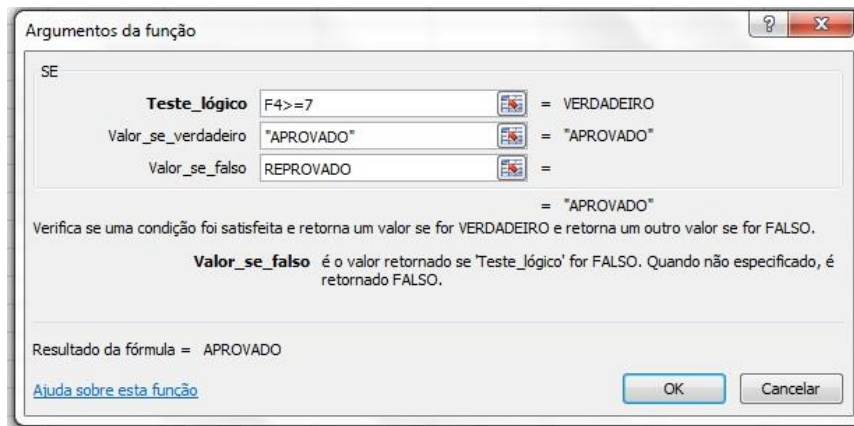 Argumentos da função
?
X
SE
Teste_lógico F4>=7 = VERDADEIRO
Valor_se_verdadeiro "APROVADO" = "APROVADO"
Valor_se_falso REPROVADO =
= "APROVADO"
Verifica se uma condição foi satisfeita e retorna um valor se for VERDADEIRO e retorna um outro valor se for FALSO.
Valor_se_falso é o valor retornado se 'Teste_lógico' for FALSO. Quando não especificado, é
retornado FALSO.
Resultado da fórmula = APROVADO
Ajuda sobre esta função
OK
Cancelar